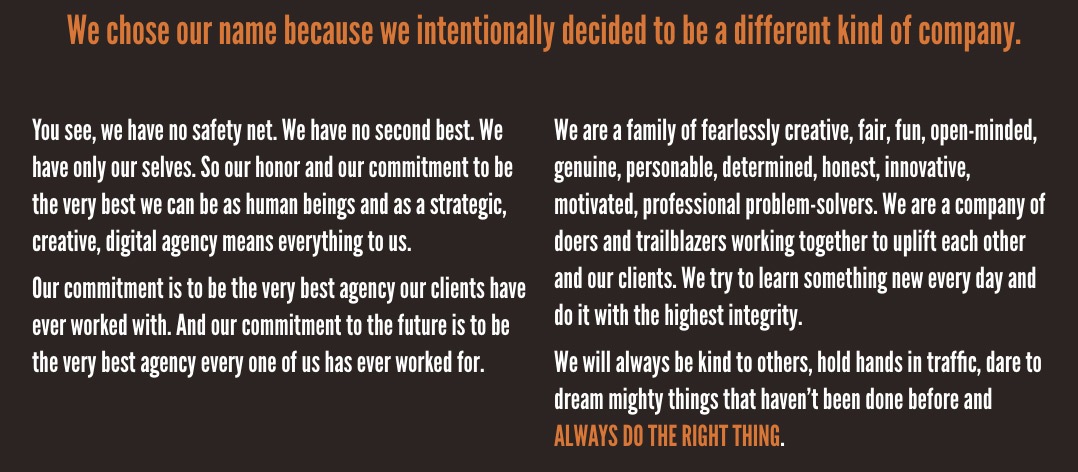 We chose our name because we intentionally decided to be a different kind of company.
You see, we have no safety net. We have no second best. We
have only our selves. So our honor and our commitment to be
the very best we can be as human beings and as a strategic,
creative, digital agency means everything to us.
Our commitment is to be the very best agency our clients have
ever worked with. And our commitment to the future is to be
the very best agency every one of us has ever worked for.
We are a family of fearlessly creative, fair, fun, open-minded,
genuine, personable, determined, honest, innovative,
motivated, professional problem-solvers. We are a company of
doers and trailblazers working together to uplift each other
and our clients. We try to learn something new every day and
do it with the highest integrity.
We will always be kind to others, hold hands in traffic, dare to
dream mighty things that haven't been done before and
ALWAYS DO THE RIGHT THING.